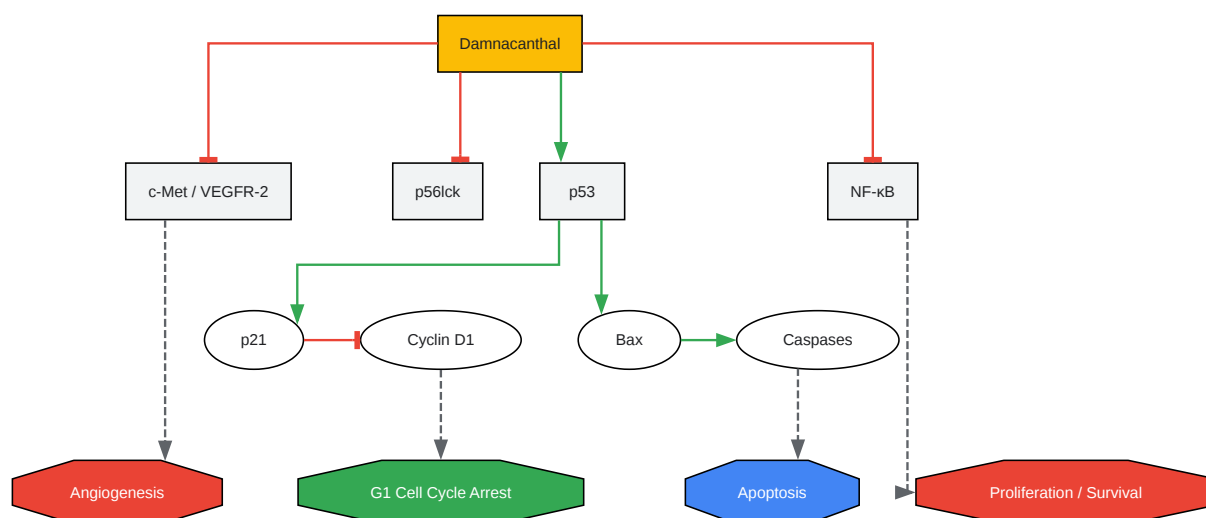 Damnacanthal
c-Met / VEGFR-2
p56lck
p53
NF-κB
p21
Cyclin D1
Bax
Caspases
Angiogenesis
G1 Cell Cycle Arrest
Apoptosis
Proliferation / Survival